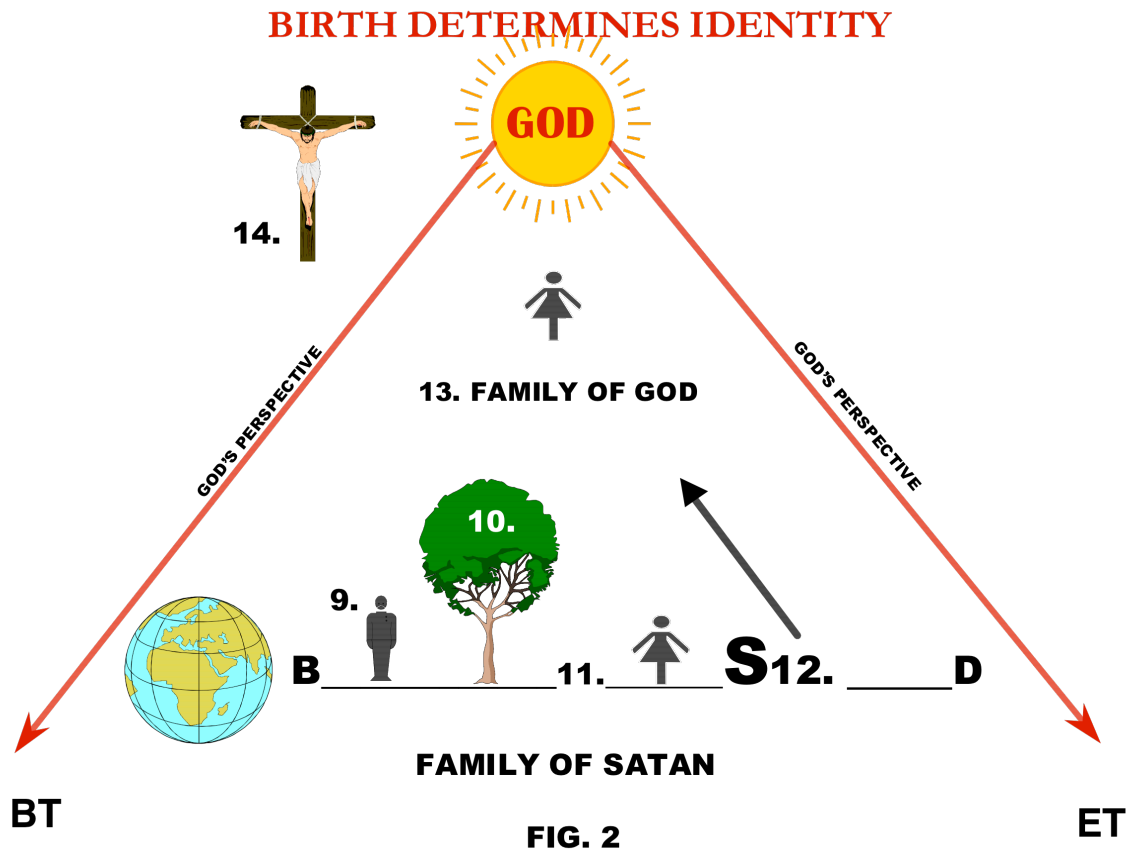 BIRTH DETERMINES IDENTITY
GOD
14.
GOD'S PERSPECTIVE
GOD'S PERSPECTIVE
13. FAMILY OF GOD
10.
9.
B 11. S12. D
FAMILY OF SATAN
BT
ET
FIG. 2